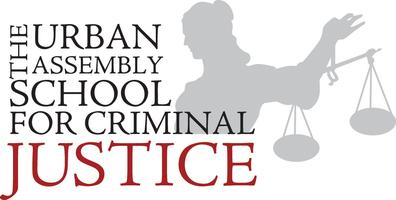 THE
URBAN
ASSEMBLY
SCHOOL
FOR CRIMINAL
JUSTICE